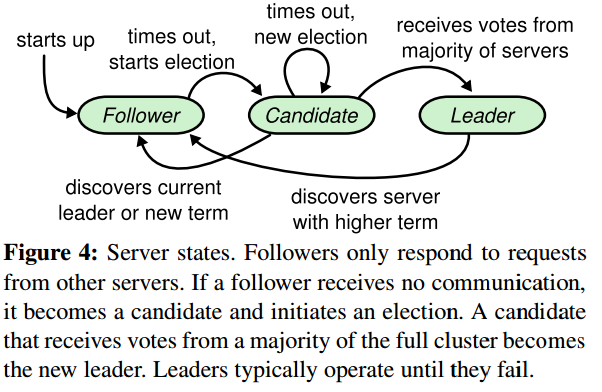 starts up
times out,
starts election
times out,
new election
receives votes from
majority of servers
Follower
Candidate
Leader
discovers current
leader or new term
discovers server
with higher term
Figure 4: Server states. Followers only respond to requests
from other servers. If a follower receives no communication,
it becomes a candidate and initiates an election. A candidate
that receives votes from a majority of the full cluster becomes
the new leader. Leaders typically operate until they fail.